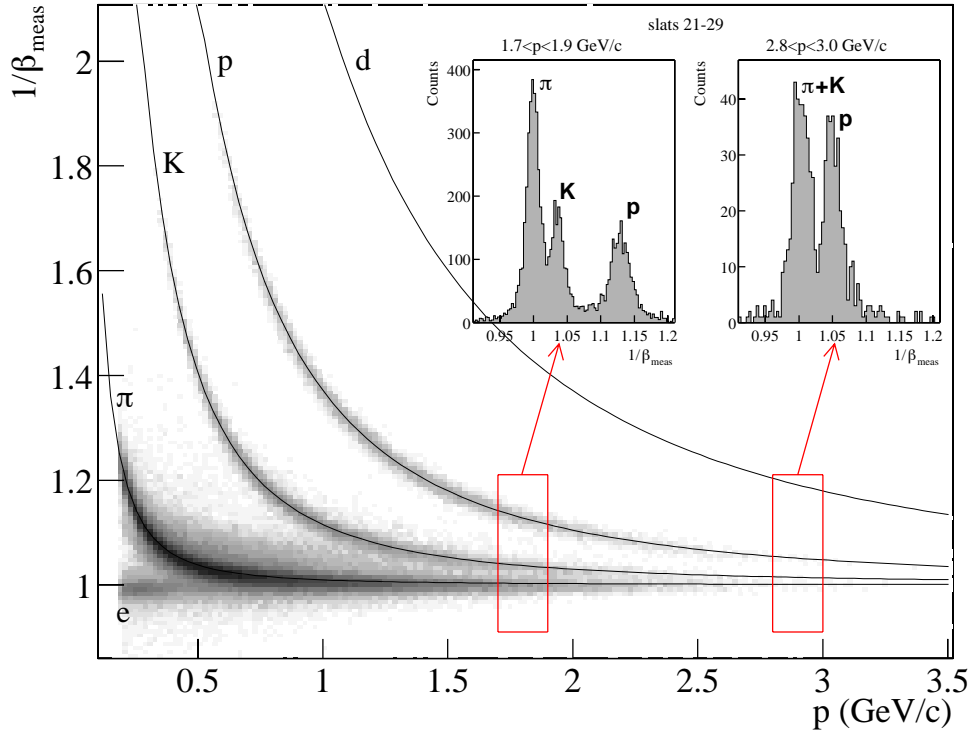 slats 21-29
1.7<p<1.9 GeV/c
2.8<p<3.0 GeV/c
1/β_meas
2
1.8
1.6
1.4
1.2
1
p
d
K
π
e
Counts
400
300
200
100
0
π
K
p
0.95 1 1.05 1.1 1.15 1.2
1/β_meas
Counts
40
30
20
10
0
π+K
p
0.95 1 1.05 1.1 1.15 1.2
1/β_meas
0.5 1 1.5 2 2.5 3 3.5
p (GeV/c)